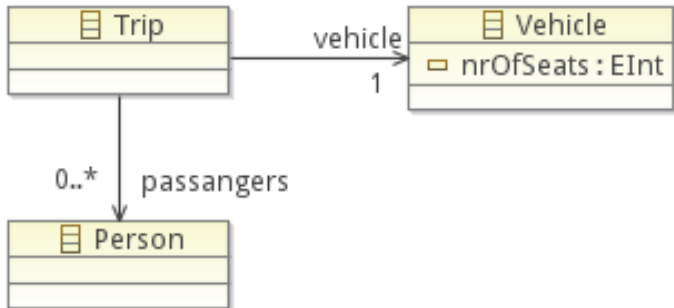 Trip
vehicle
1
Vehicle
nrOfSeats : EInt
0..*
passangers
Person